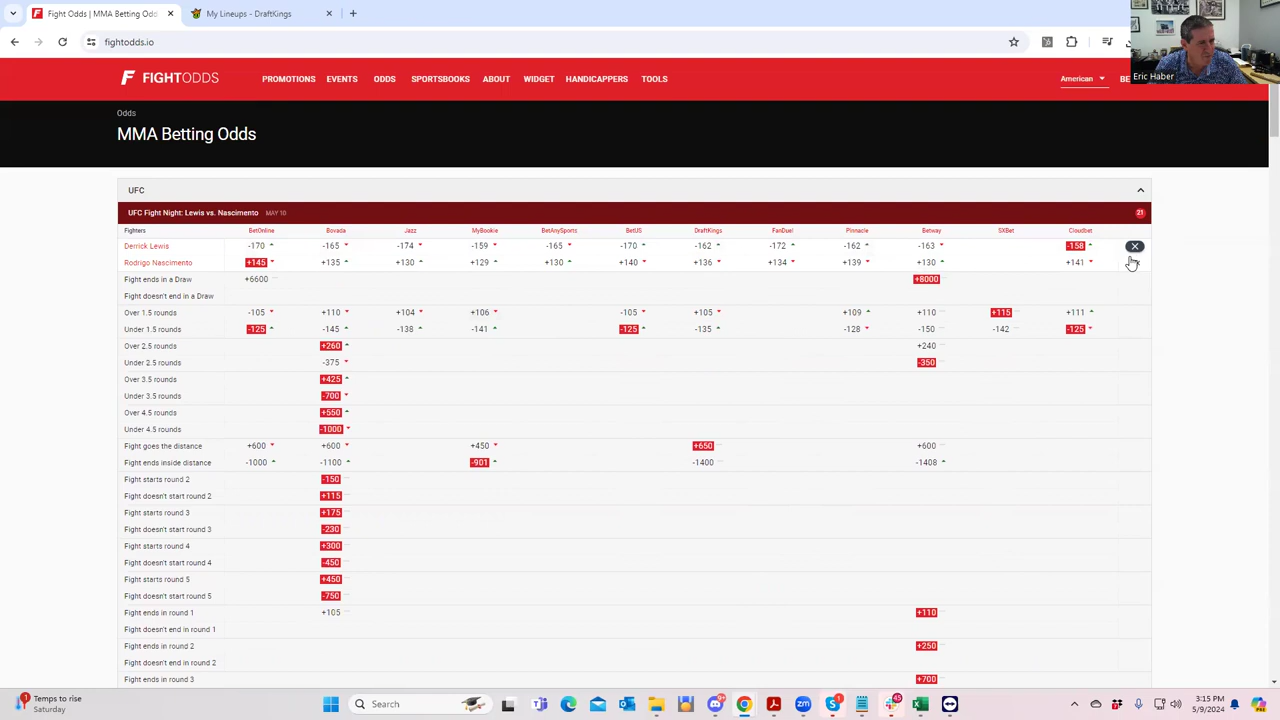 Fight Odds | MMA Betting Odds
My Lineups - DraftKings
fightodds.io
FIGHTODDS PROMOTIONS EVENTS ODDS SPORTSBOOKS ABOUT WIDGET HANDICAPPERS TOOLS American BE
Eric Haber
Odds
MMA Betting Odds
UFC
UFC Fight Night: Lewis vs. Nascimento MAY 10 21
Fighters BetOnline Bovada Jazz MyBookie BetAnySports BetUS DraftKings FanDuel Pinnacle Betway SXBet Cloudbet
Derrick Lewis -170 -165 -174 -159 -165 -170 -162 -172 -162 -163 -158
Rodrigo Nascimento +145 +135 +130 +129 +130 +140 +136 +134 +139 +130 +141
Fight ends in a Draw +6600 +8000
Fight doesn't end in a Draw
Over 1.5 rounds -105 +110 +104 +106 -105 +105 +109 +110 +115 +111
Under 1.5 rounds -125 -145 -138 -141 -125 -135 -128 -150 -142 -125
Over 2.5 rounds +260 +240
Under 2.5 rounds -375 -350
Over 3.5 rounds +425
Under 3.5 rounds -700
Over 4.5 rounds +550
Under 4.5 rounds -1000
Fight goes the distance +600 +600 +450 +650 +600
Fight ends inside distance -1000 -1100 -901 -1400 -1408
Fight starts round 2 -150
Fight doesn't start round 2 +115
Fight starts round 3 +175
Fight doesn't start round 3 -230
Fight starts round 4 +300
Fight doesn't start round 4 -450
Fight starts round 5 +450
Fight doesn't start round 5 -750
Fight ends in round 1 +105 +110
Fight doesn't end in round 1
Fight ends in round 2 +250
Fight doesn't end in round 2
Fight ends in round 3 +700
Temps to rise
Saturday
Search
3:15 PM
5/9/2024